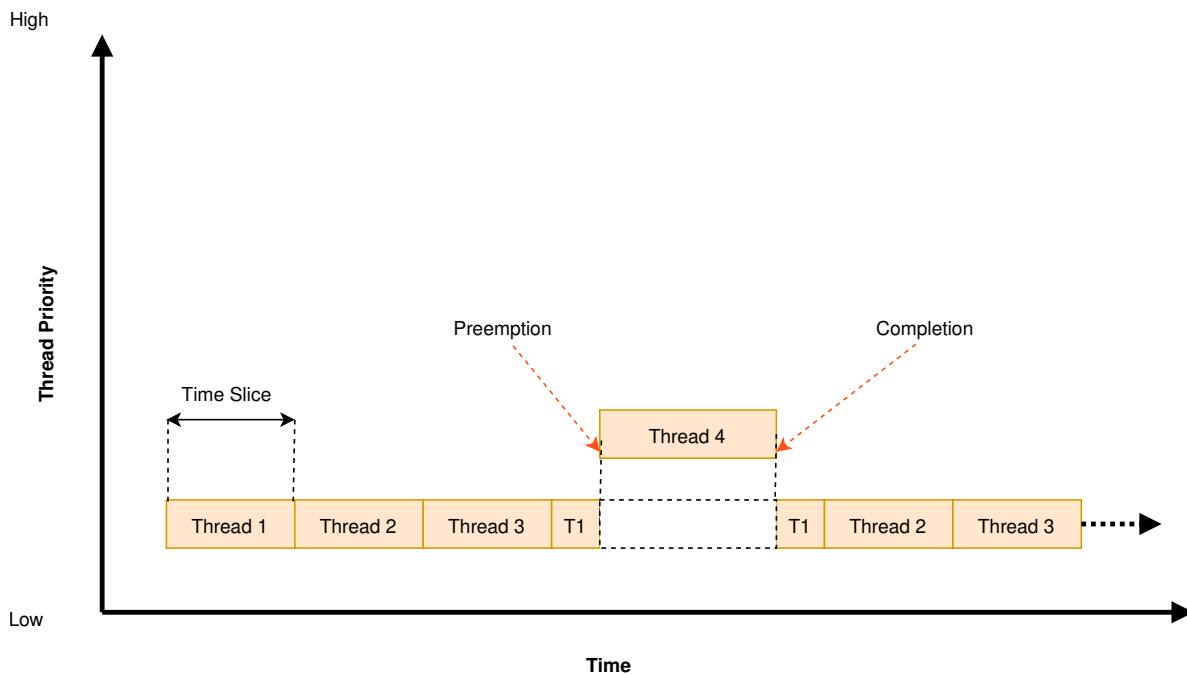 High
Thread Priority
Preemption
Completion
Time Slice
Thread 4
Thread 1
Thread 2
Thread 3
T1
T1
Thread 2
Thread 3
Low
Time